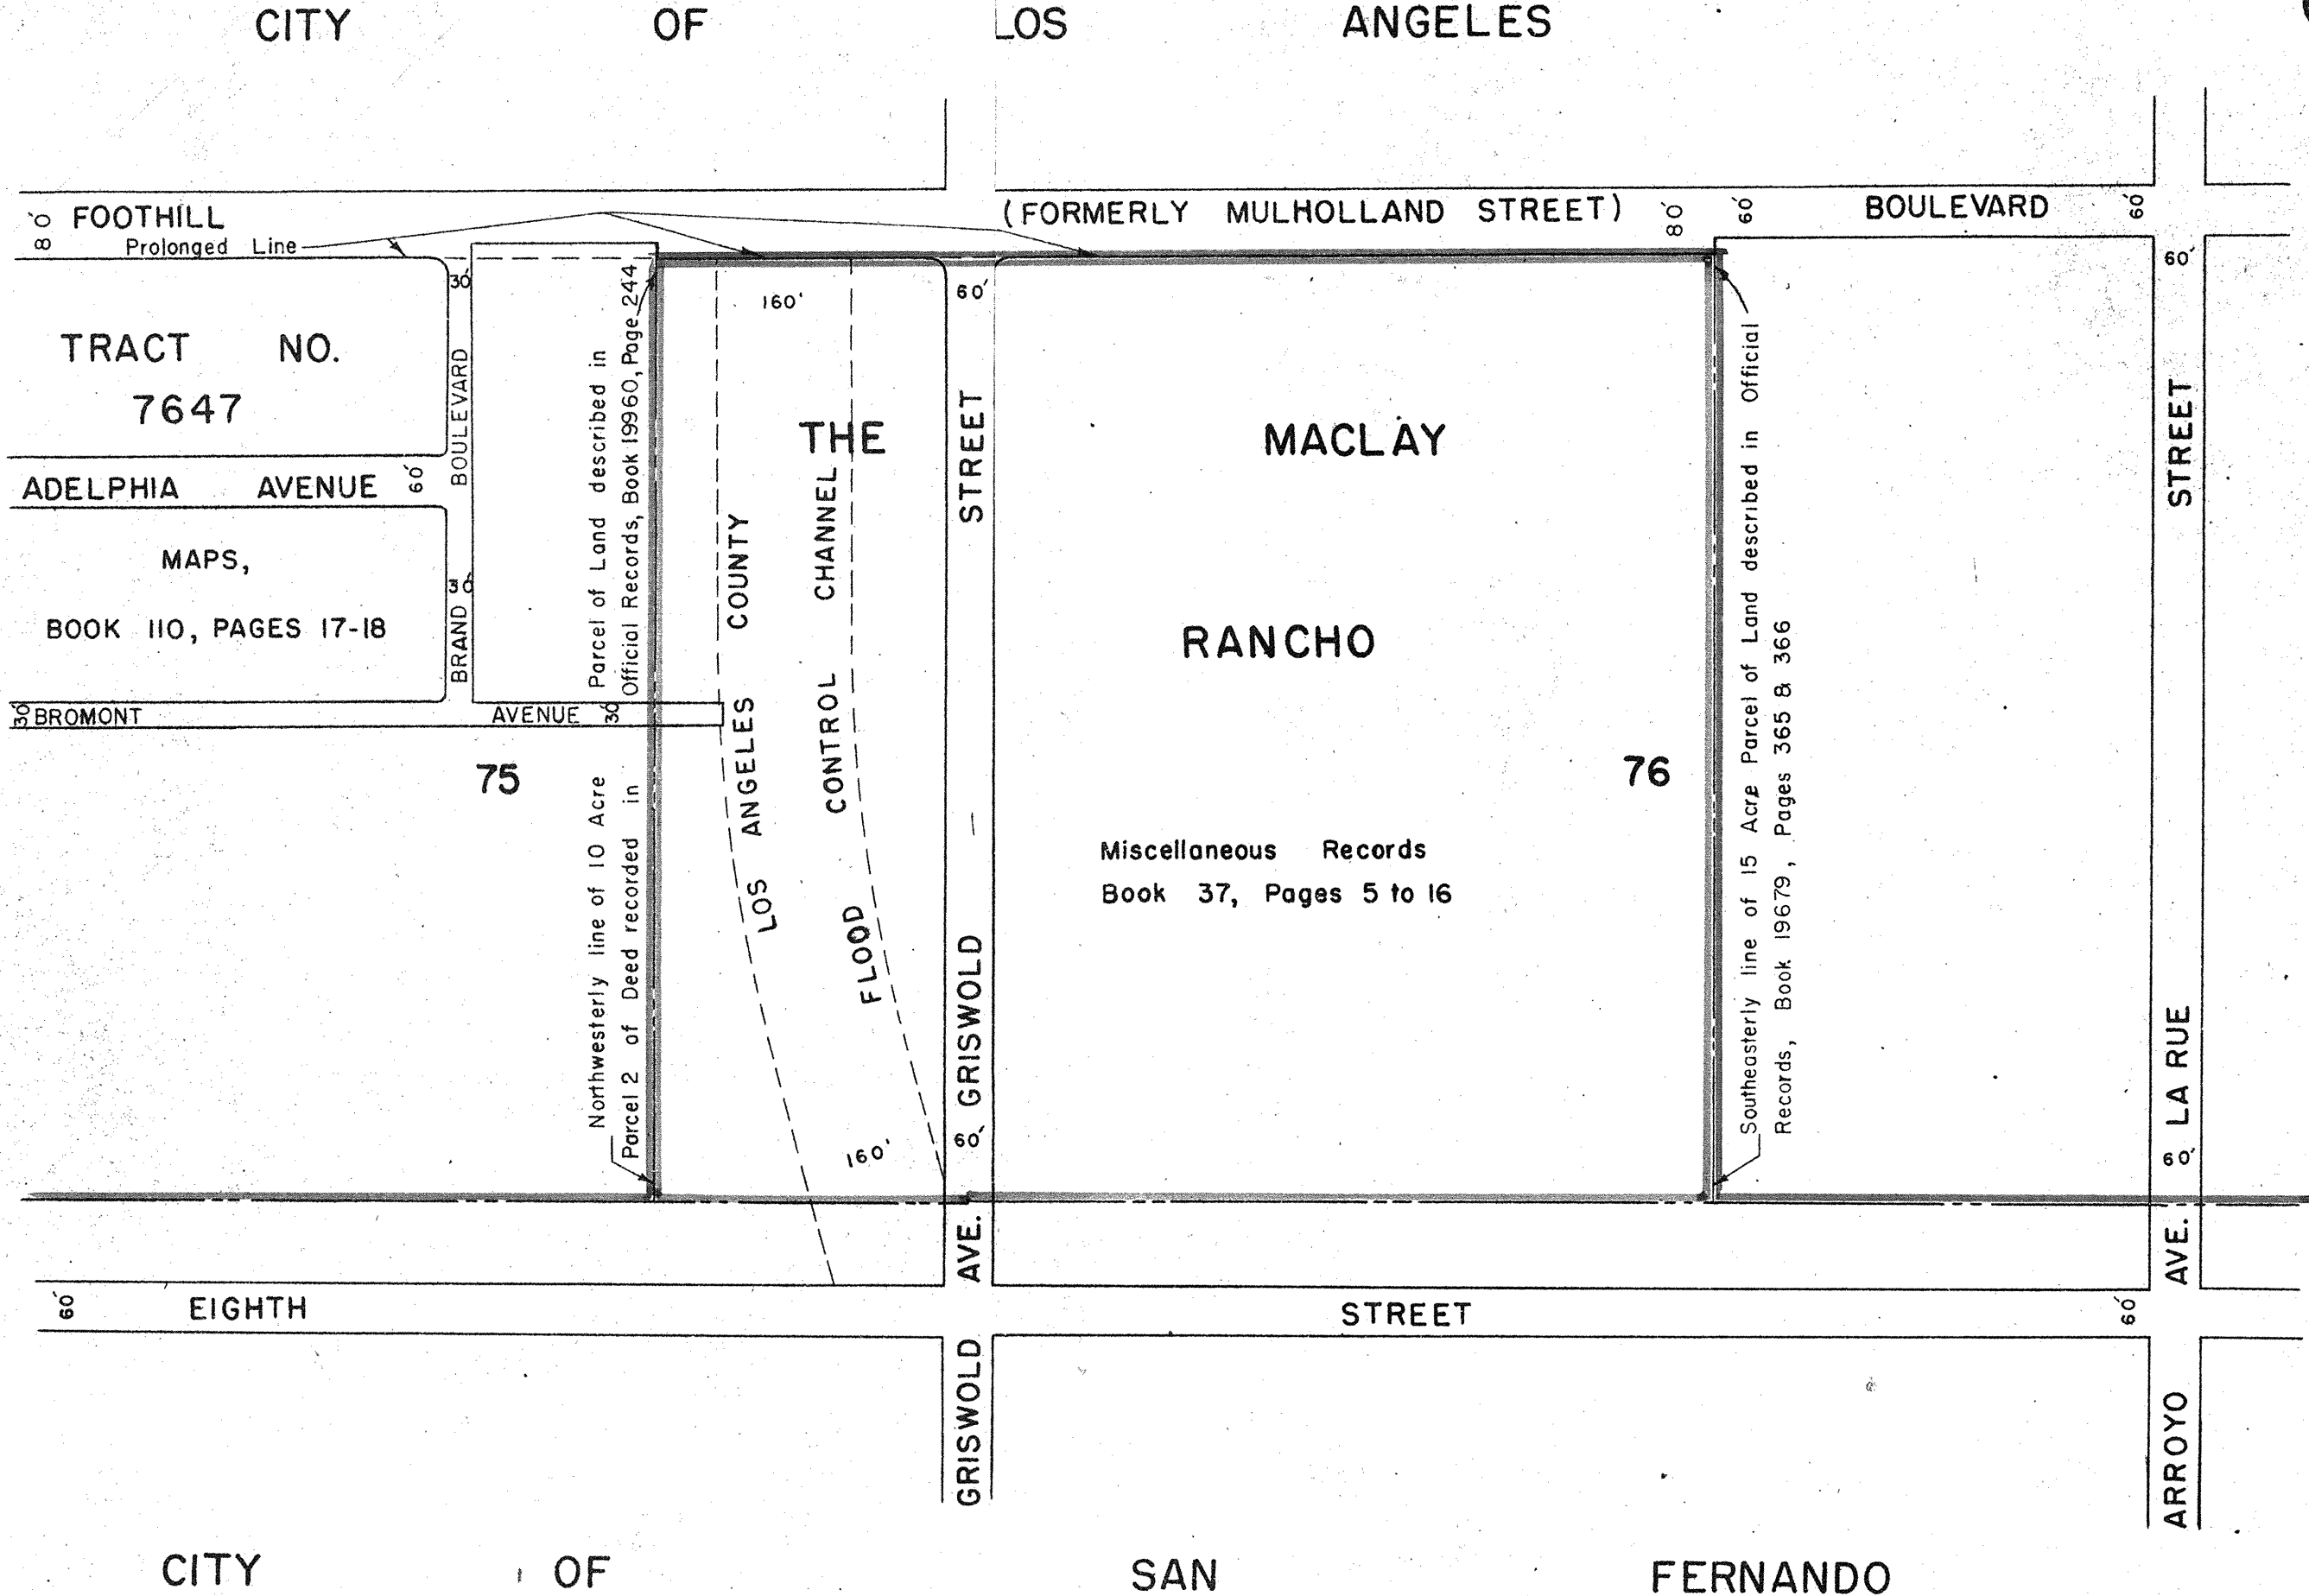 CITY OF LOS ANGELES
80' FOOTHILL (FORMERLY MULHOLLAND STREET) 80' 60' BOULEVARD 60'
Prolonged Line
30' 160' 60' 60'
TRACT NO.
7647
BOULEVARD
ADELPHIA AVENUE 60'
MAPS,
BOOK 110, PAGES 17-18
30'
BRAND
30' BROMONT AVENUE 30'
Parcel of Land described in
Official Records, Book 19960, Page 244
75
Northwesterly line of 10 Acre
Parcel 2 of Deed recorded in
LOS ANGELES COUNTY
FLOOD CONTROL CHANNEL
160'
THE MACLAY
RANCHO
76
Miscellaneous Records
Book 37, Pages 5 to 16
STREET
GRISWOLD
60'
AVE.
GRISWOLD
Southeasterly line of 15 Acre Parcel of Land described in Official
Records, Book 19679, Pages 365 & 366
STREET
LA RUE
60'
AVE.
ARROYO
60' EIGHTH STREET 60'
CITY OF SAN FERNANDO